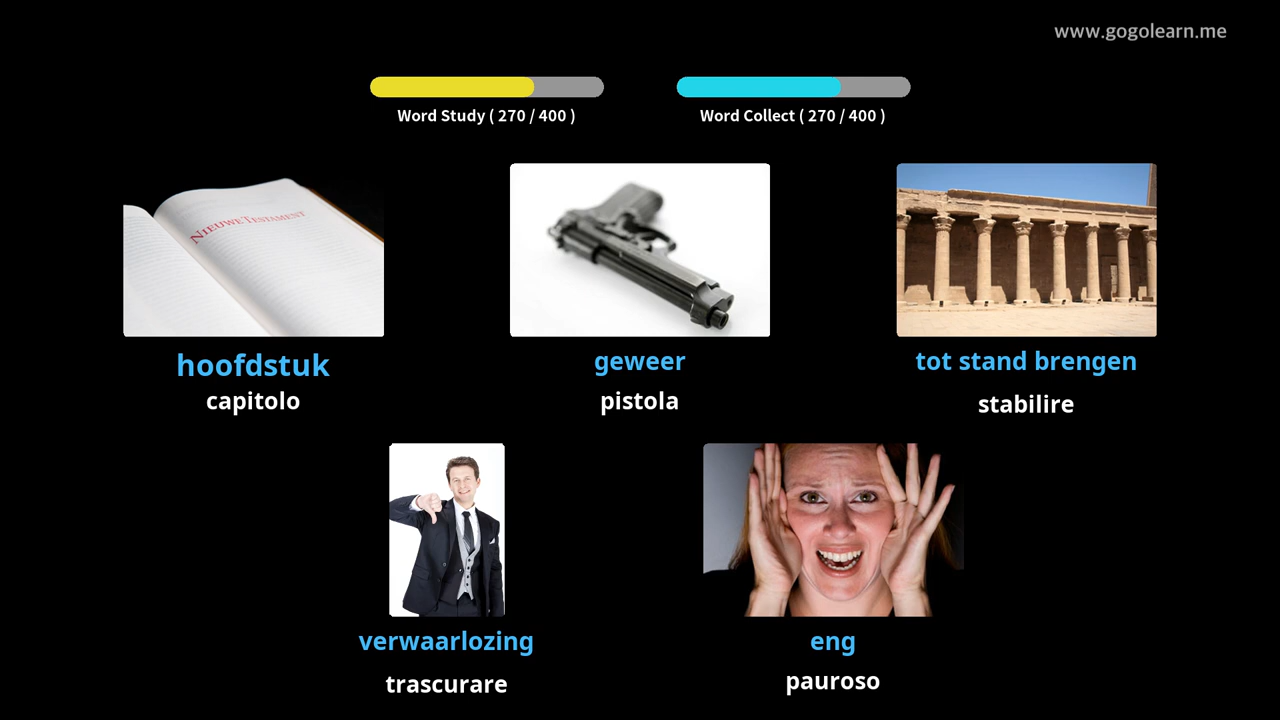 www.gogolearn.me
Word Study ( 270 / 400 )
Word Collect ( 270 / 400 )
NIEUWE TESTAMENT
hoofdstuk
capitolo
geweer
pistola
tot stand brengen
stabilire
verwaarlozing
trascurare
eng
pauroso